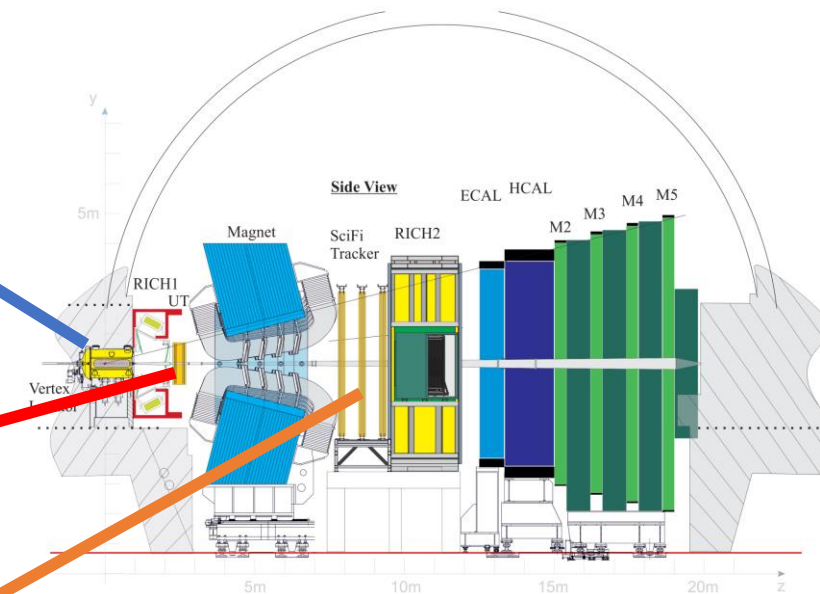 y
Side View
ECAL
HCAL
M5
M4
M3
M2
5m
Magnet
SciFi
Tracker
RICH2
RICH1
UT
Vertex
5m
10m
15m
20m
z